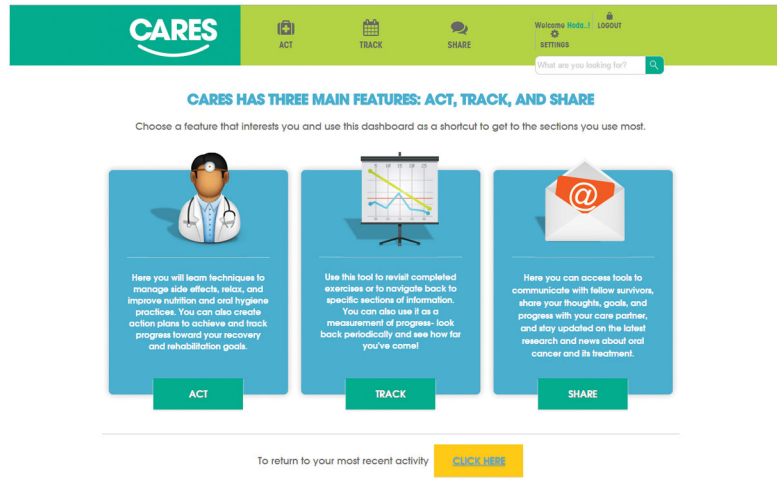 CARES
ACT
TRACK
SHARE
Welcome Hada..!
LOGOUT
SETTINGS
What are you looking for?
CARES HAS THREE MAIN FEATURES: ACT, TRACK, AND SHARE
Choose a feature that interests you and use this dashboard as a shortcut to get to the sections you use most.
Here you will learn techniques to
manage side effects, relax, and
improve nutrition and oral hygiene
practices. You can also create
action plans to achieve and track
progress toward your recovery
and rehabilitation goals.
ACT
Use this tool to revisit completed
exercises or to navigate back to
specific sections of information.
You can also use it as a
measurement of progress- look
back periodically and see how far
you've come!
TRACK
@
Here you can access tools to
communicate with fellow survivors,
share your thoughts, goals, and
progress with your care partner,
and stay updated on the latest
research and news about oral
cancer and its treatment.
SHARE
To return to your most recent activity
CLICK HERE